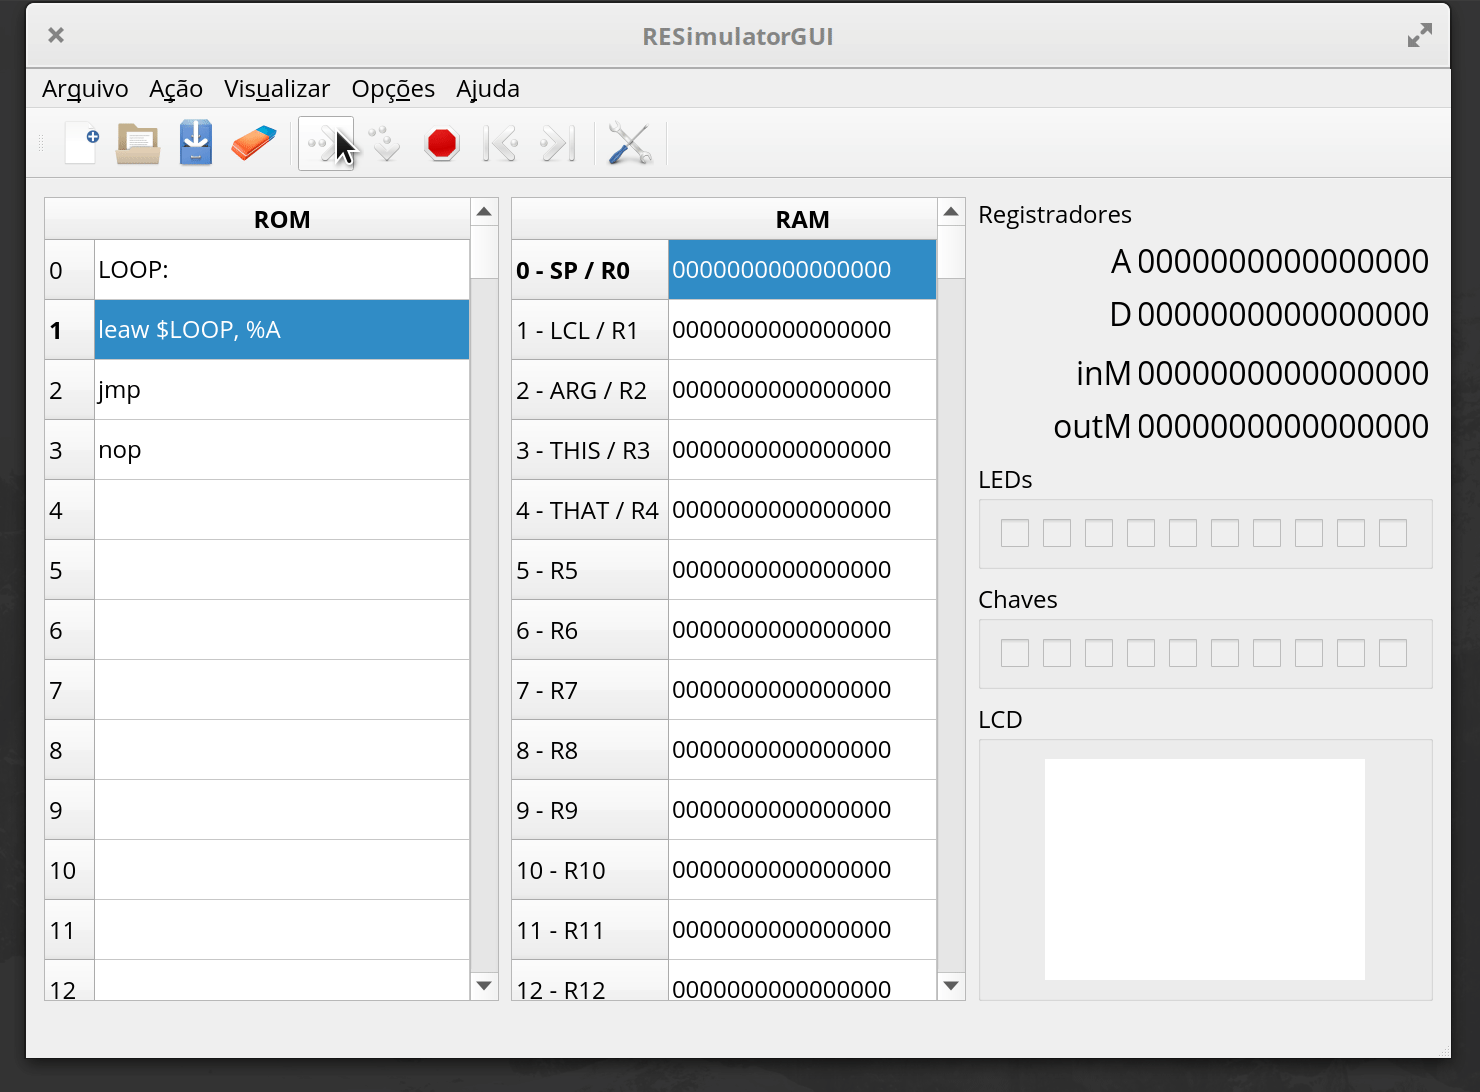 RESimulatorGUI
Arquivo Ação Visualizar Opções Ajuda
ROM
0 LOOP:
1 leaw $LOOP, %A
2 jmp
3 nop
4
5
6
7
8
9
10
11
12
RAM
0 - SP / R0 0000000000000000
1 - LCL / R1 0000000000000000
2 - ARG / R2 0000000000000000
3 - THIS / R3 0000000000000000
4 - THAT / R4 0000000000000000
5 - R5 0000000000000000
6 - R6 0000000000000000
7 - R7 0000000000000000
8 - R8 0000000000000000
9 - R9 0000000000000000
10 - R10 0000000000000000
11 - R11 0000000000000000
12 - R12 0000000000000000
Registradores
A 0000000000000000
D 0000000000000000
inM 0000000000000000
outM 0000000000000000
LEDs
Chaves
LCD